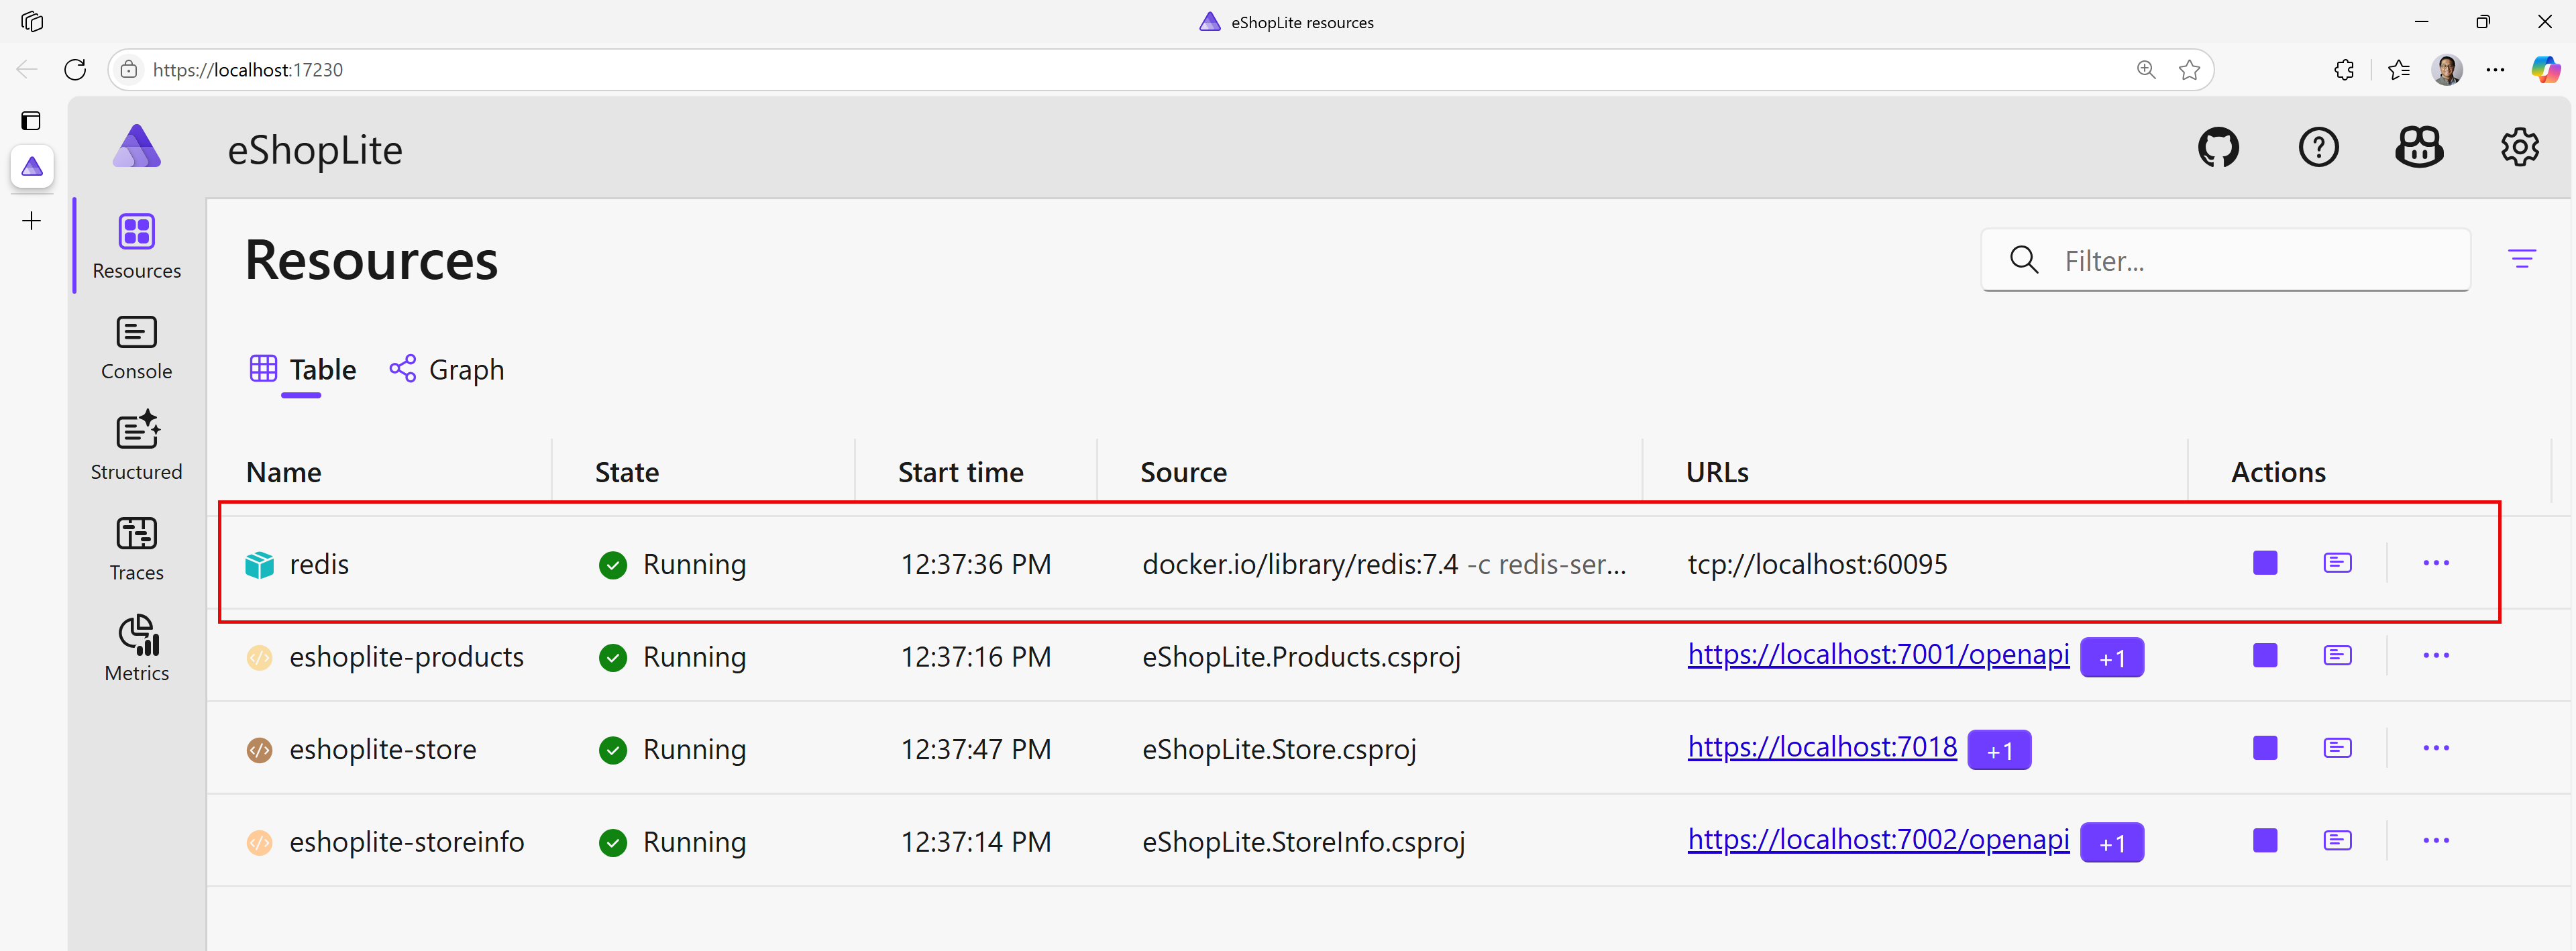 eShopLite resources
https://localhost:17230
eShopLite
Resources
Console
Structured
Traces
Metrics
Resources
Filter...
Table Graph
Name State Start time Source URLs Actions
redis Running 12:37:36 PM docker.io/library/redis:7.4 -c redis-ser... tcp://localhost:60095
eshoplite-products Running 12:37:16 PM eShopLite.Products.csproj https://localhost:7001/openapi +1
eshoplite-store Running 12:37:47 PM eShopLite.Store.csproj https://localhost:7018 +1
eshoplite-storeinfo Running 12:37:14 PM eShopLite.StoreInfo.csproj https://localhost:7002/openapi +1